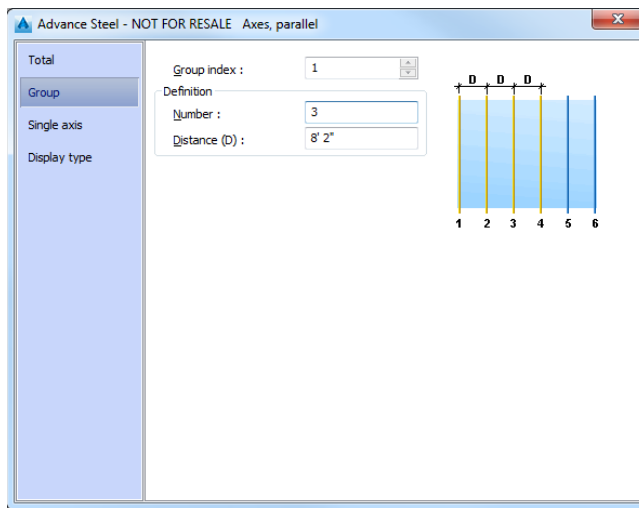 Advance Steel - NOT FOR RESALE Axes, parallel
Total
Group
Single axis
Display type
Group index : 1
Definition
Number : 3
Distance (D) : 8' 2"
D D D
1 2 3 4 5 6